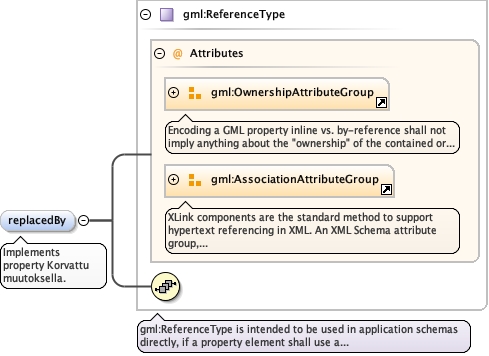 gml:ReferenceType
@ Attributes
gml:OwnershipAttributeGroup
Encoding a GML property inline vs. by-reference shall not
imply anything about the "ownership" of the contained or...
gml:AssociationAttributeGroup
XLink components are the standard method to support
hypertext referencing in XML. An XML Schema attribute
group,...
replacedBy
Implements
property Korvattu
muutoksella.
gml:ReferenceType is intended to be used in application schemas
directly, if a property element shall use a...